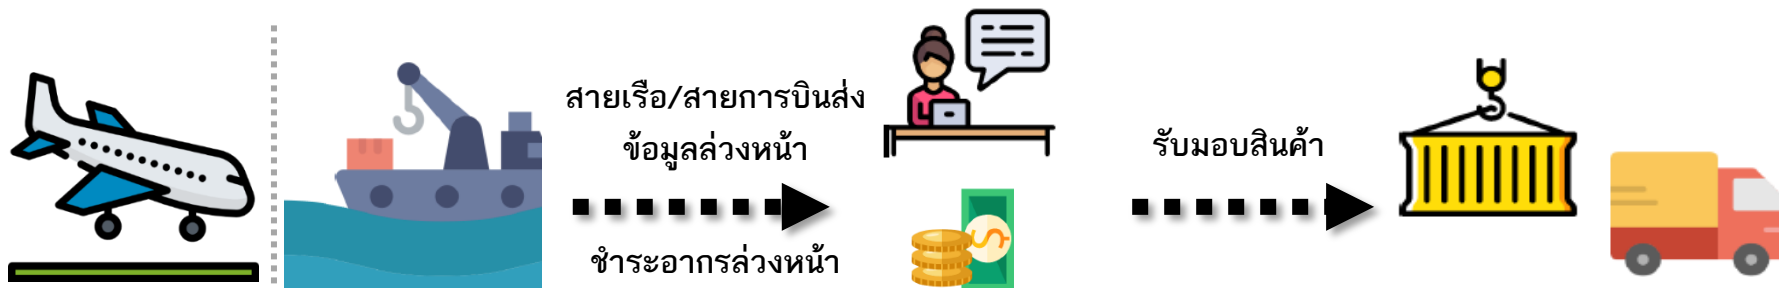 สายเรือ/สายการบินส่ง
ข้อมูลล่วงหน้า
ชำระอากรล่วงหน้า
รับมอบสินค้า